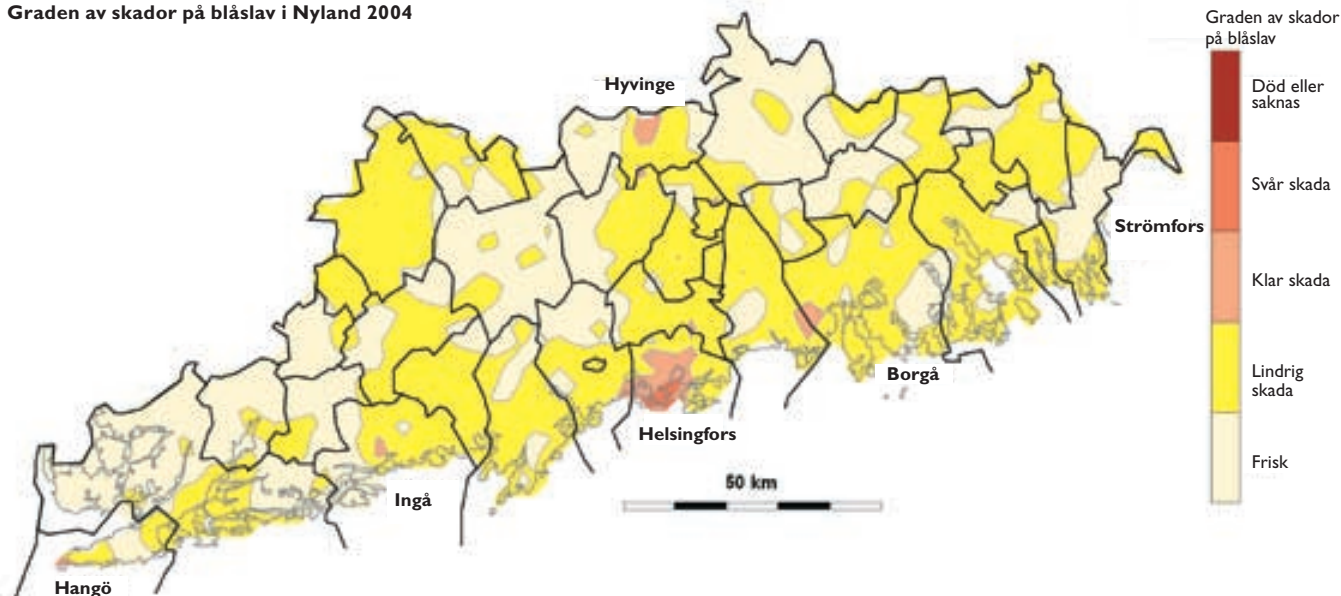 Graden av skador på blåslav i Nyland 2004
Graden av skador
på blåslav
Hyvinge
Död eller
saknas
Svår skada
Strömfors
Klar skada
Borgå
Lindrig
skada
Helsingfors
Frisk
50 km
Ingå
Hangö